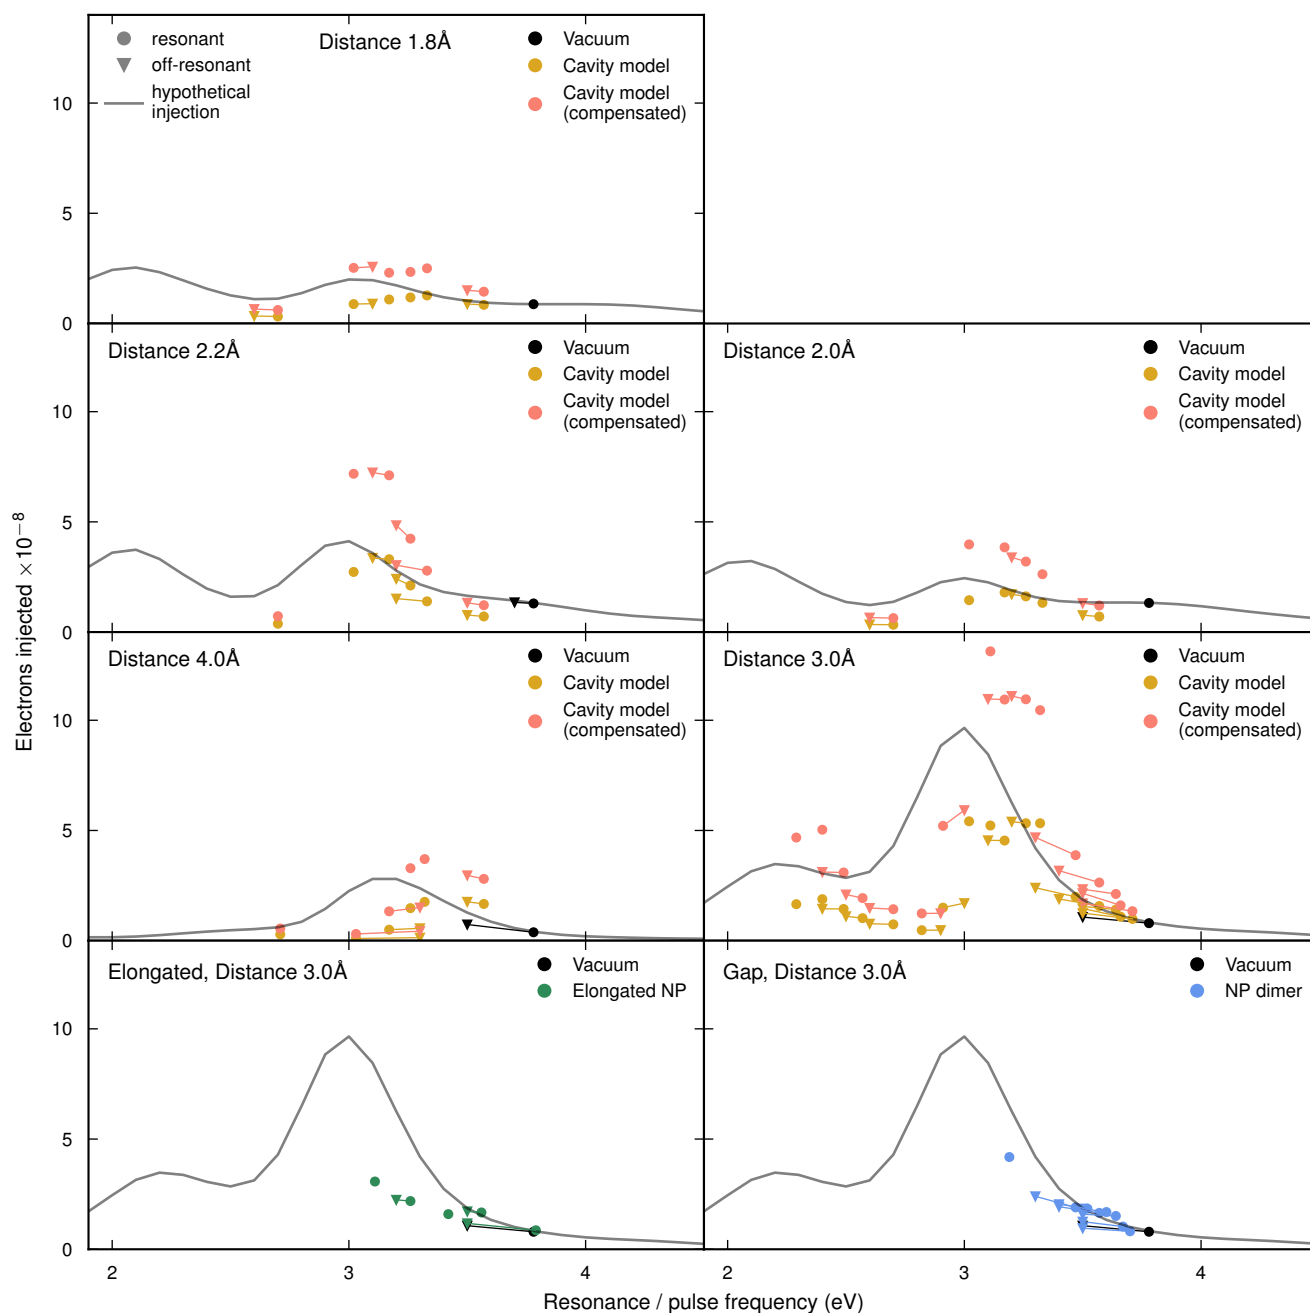 resonant
off-resonant
hypothetical
injection
Distance 1.8Å
Vacuum
Cavity model
Cavity model
(compensated)
10
5
0
Distance 2.2Å
Vacuum
Cavity model
Cavity model
(compensated)
10
5
0
Distance 2.0Å
Vacuum
Cavity model
Cavity model
(compensated)
Distance 4.0Å
Vacuum
Cavity model
Cavity model
(compensated)
10
5
0
Distance 3.0Å
Vacuum
Cavity model
Cavity model
(compensated)
Elongated, Distance 3.0Å
Vacuum
Elongated NP
10
5
0
Gap, Distance 3.0Å
Vacuum
NP dimer
2
3
4
2
3
4
Electrons injected ×10⁻⁸
Resonance / pulse frequency (eV)